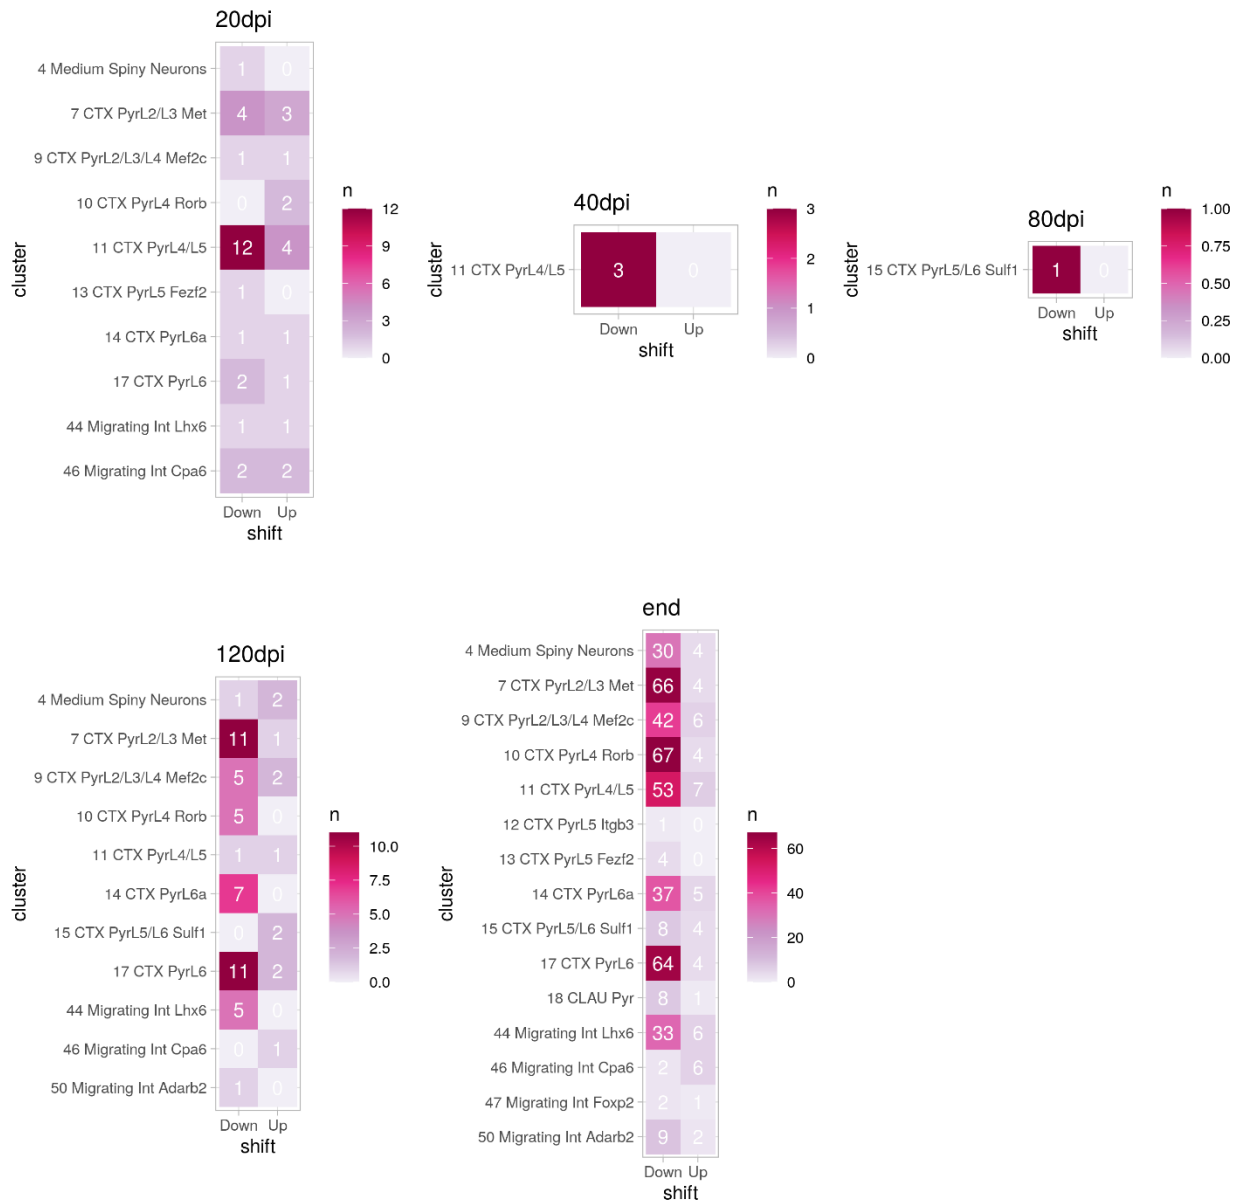 20dpi
4 Medium Spiny Neurons 1 0
7 CTX PyrL2/L3 Met 4 3
9 CTX PyrL2/L3/L4 Mef2c 1 1
10 CTX PyrL4 Rorb 0 2
11 CTX PyrL4/L5 12 4
13 CTX PyrL5 Fezf2 1 0
14 CTX PyrL6a 1 1
17 CTX PyrL6 2 1
44 Migrating Int Lhx6 1 1
46 Migrating Int Cpa6 2 2
Down Up
shift
cluster
n
12
9
6
3
0
40dpi
11 CTX PyrL4/L5 3 0
Down Up
shift
cluster
n
3
2
1
0
80dpi
15 CTX PyrL5/L6 Sulf1 1 0
Down Up
shift
cluster
n
1.00
0.75
0.50
0.25
0.00
120dpi
4 Medium Spiny Neurons 1 2
7 CTX PyrL2/L3 Met 11 1
9 CTX PyrL2/L3/L4 Mef2c 5 2
10 CTX PyrL4 Rorb 5 0
11 CTX PyrL4/L5 1 1
14 CTX PyrL6a 7 0
15 CTX PyrL5/L6 Sulf1 0 2
17 CTX PyrL6 11 2
44 Migrating Int Lhx6 5 0
46 Migrating Int Cpa6 0 1
50 Migrating Int Adarb2 1 0
Down Up
shift
cluster
n
10.0
7.5
5.0
2.5
0.0
end
4 Medium Spiny Neurons 30 4
7 CTX PyrL2/L3 Met 66 4
9 CTX PyrL2/L3/L4 Mef2c 42 6
10 CTX PyrL4 Rorb 67 4
11 CTX PyrL4/L5 53 7
12 CTX PyrL5 Itgb3 1 0
13 CTX PyrL5 Fezf2 4 0
14 CTX PyrL6a 37 5
15 CTX PyrL5/L6 Sulf1 8 4
17 CTX PyrL6 64 4
18 CLAU Pyr 8 1
44 Migrating Int Lhx6 33 6
46 Migrating Int Cpa6 2 6
47 Migrating Int Foxp2 2 1
50 Migrating Int Adarb2 9 2
Down Up
shift
cluster
n
60
40
20
0